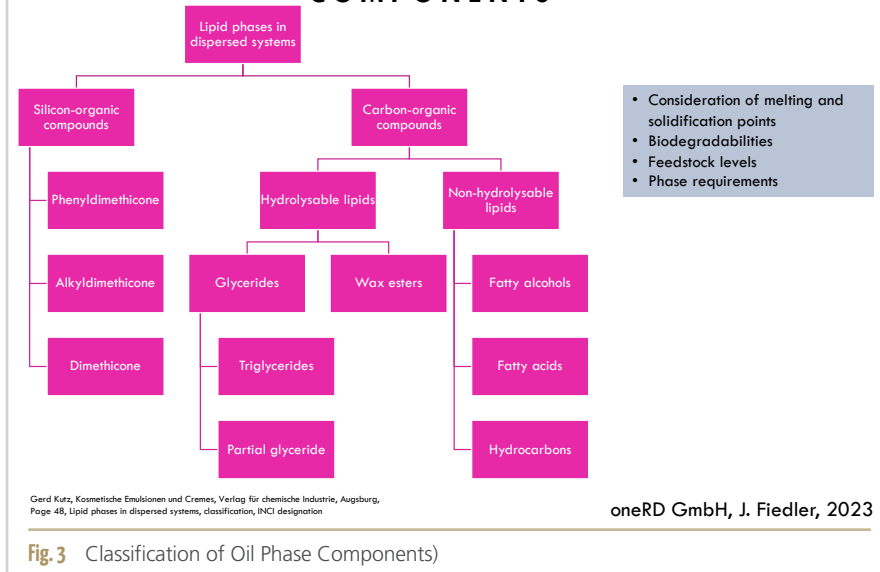 COMPONENTS
Lipid phases in
dispersed systems
Silicon-organic
compounds
Carbon-organic
compounds
• Consideration of melting and
solidification points
• Biodegradabilities
• Feedstock levels
• Phase requirements
Phenyldimethicone
Hydrolysable lipids
Non-hydrolysable
lipids
Alkyldimethicone
Glycerides
Wax esters
Fatty alcohols
Dimethicone
Triglycerides
Fatty acids
Partial glyceride
Hydrocarbons
Gerd Kutz, Kosmetische Emulsionen und Cremes, Verlag für chemische Industrie, Augsburg,
Page 48, Lipid phases in dispersed systems, classification, INCI designation
oneRD GmbH, J. Fiedler, 2023
Fig. 3 Classification of Oil Phase Components)